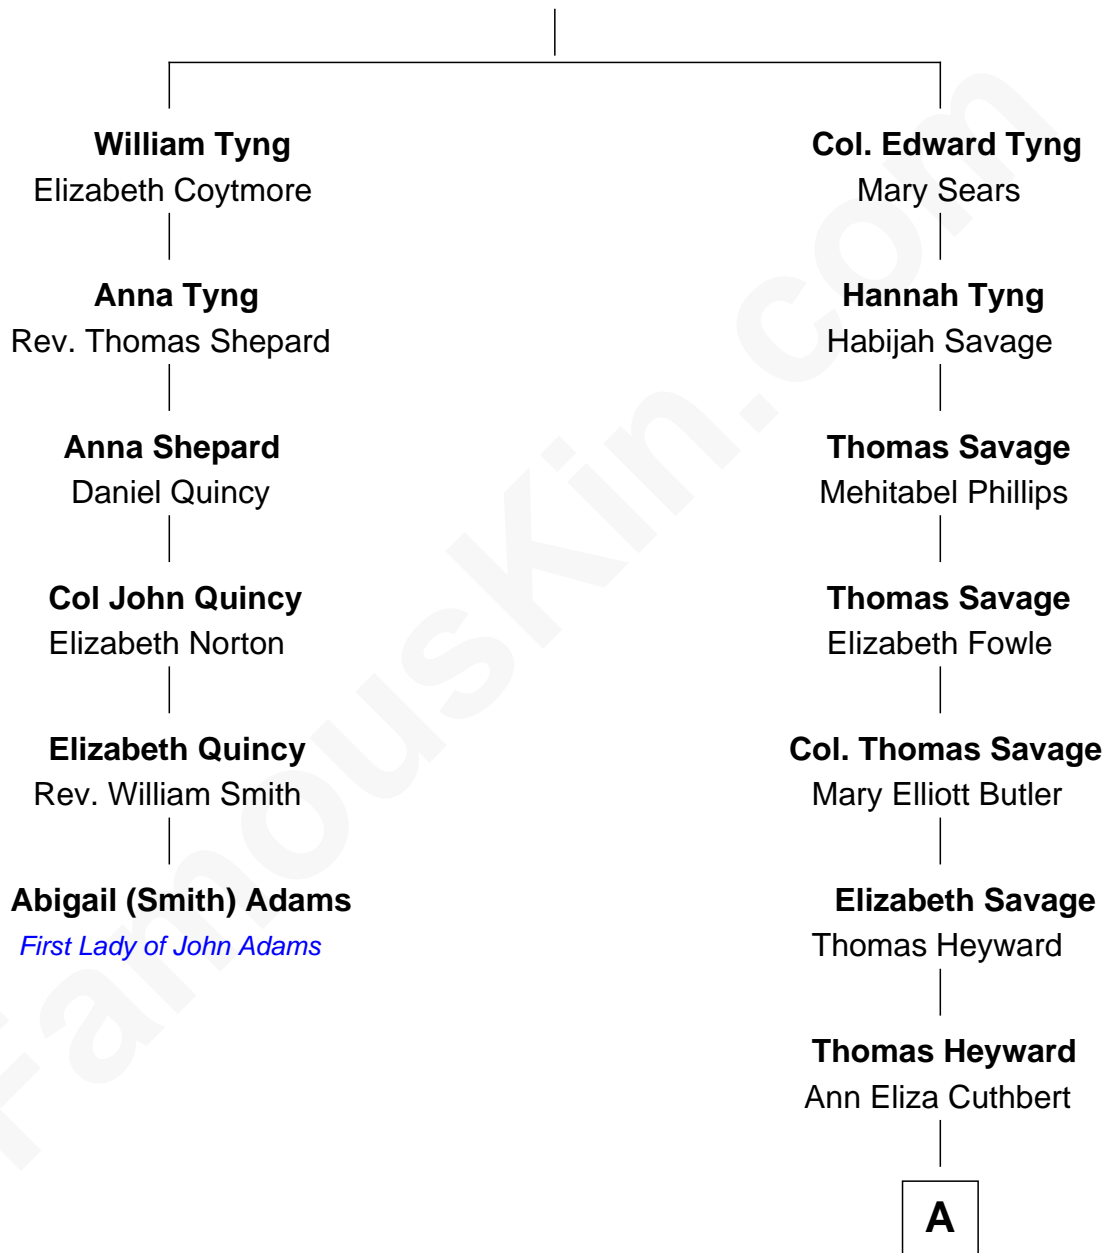 William Tyng
Elizabeth Coytmore
Anna Tyng
Rev. Thomas Shepard
Anna Shepard
Daniel Quincy
Col John Quincy
Elizabeth Norton
Elizabeth Quincy
Rev. William Smith
Abigail (Smith) Adams
First Lady of John Adams
Col. Edward Tyng
Mary Sears
Hannah Tyng
Habijah Savage
Thomas Savage
Mehitabel Phillips
Thomas Savage
Elizabeth Fowle
Col. Thomas Savage
Mary Elliott Butler
Elizabeth Savage
Thomas Heyward
Thomas Heyward
Ann Eliza Cuthbert
A
FamousKin.com